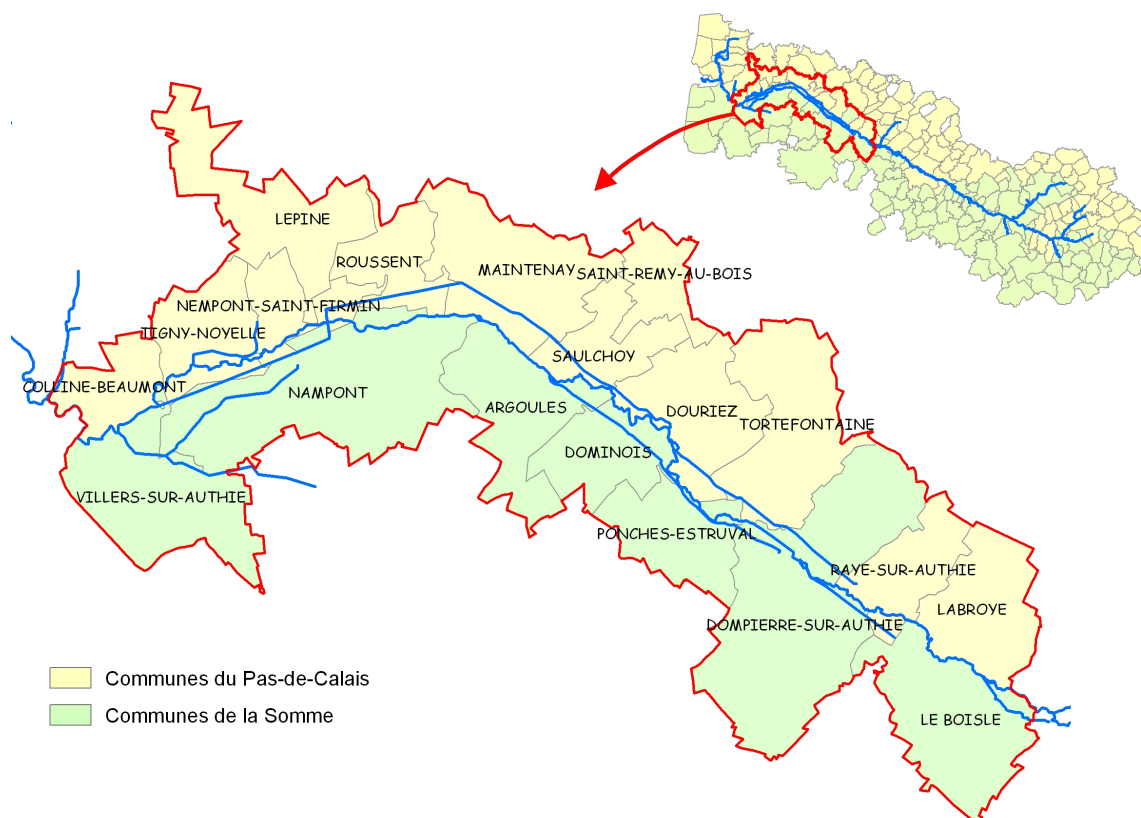 LEPINE
ROUSSENT
MAINTENAY
SAINT-REMY-AU-BOIS
NEMPONT-SAINT-FIRMIN
TIGNY-NOYELLE
SAULCHOY
COLLINE-BEAUMONT
NAMPONT
ARGOULES
DOURIEZ
TORTEFONTAINE
DOMINOIS
VILLERS-SUR-AUTHIE
PONCHES-ESTRUVAL
RAYE-SUR-AUTHIE
LABROYE
DOMPIERRE-SUR-AUTHIE
LE BOISLE
Communes du Pas-de-Calais
Communes de la Somme